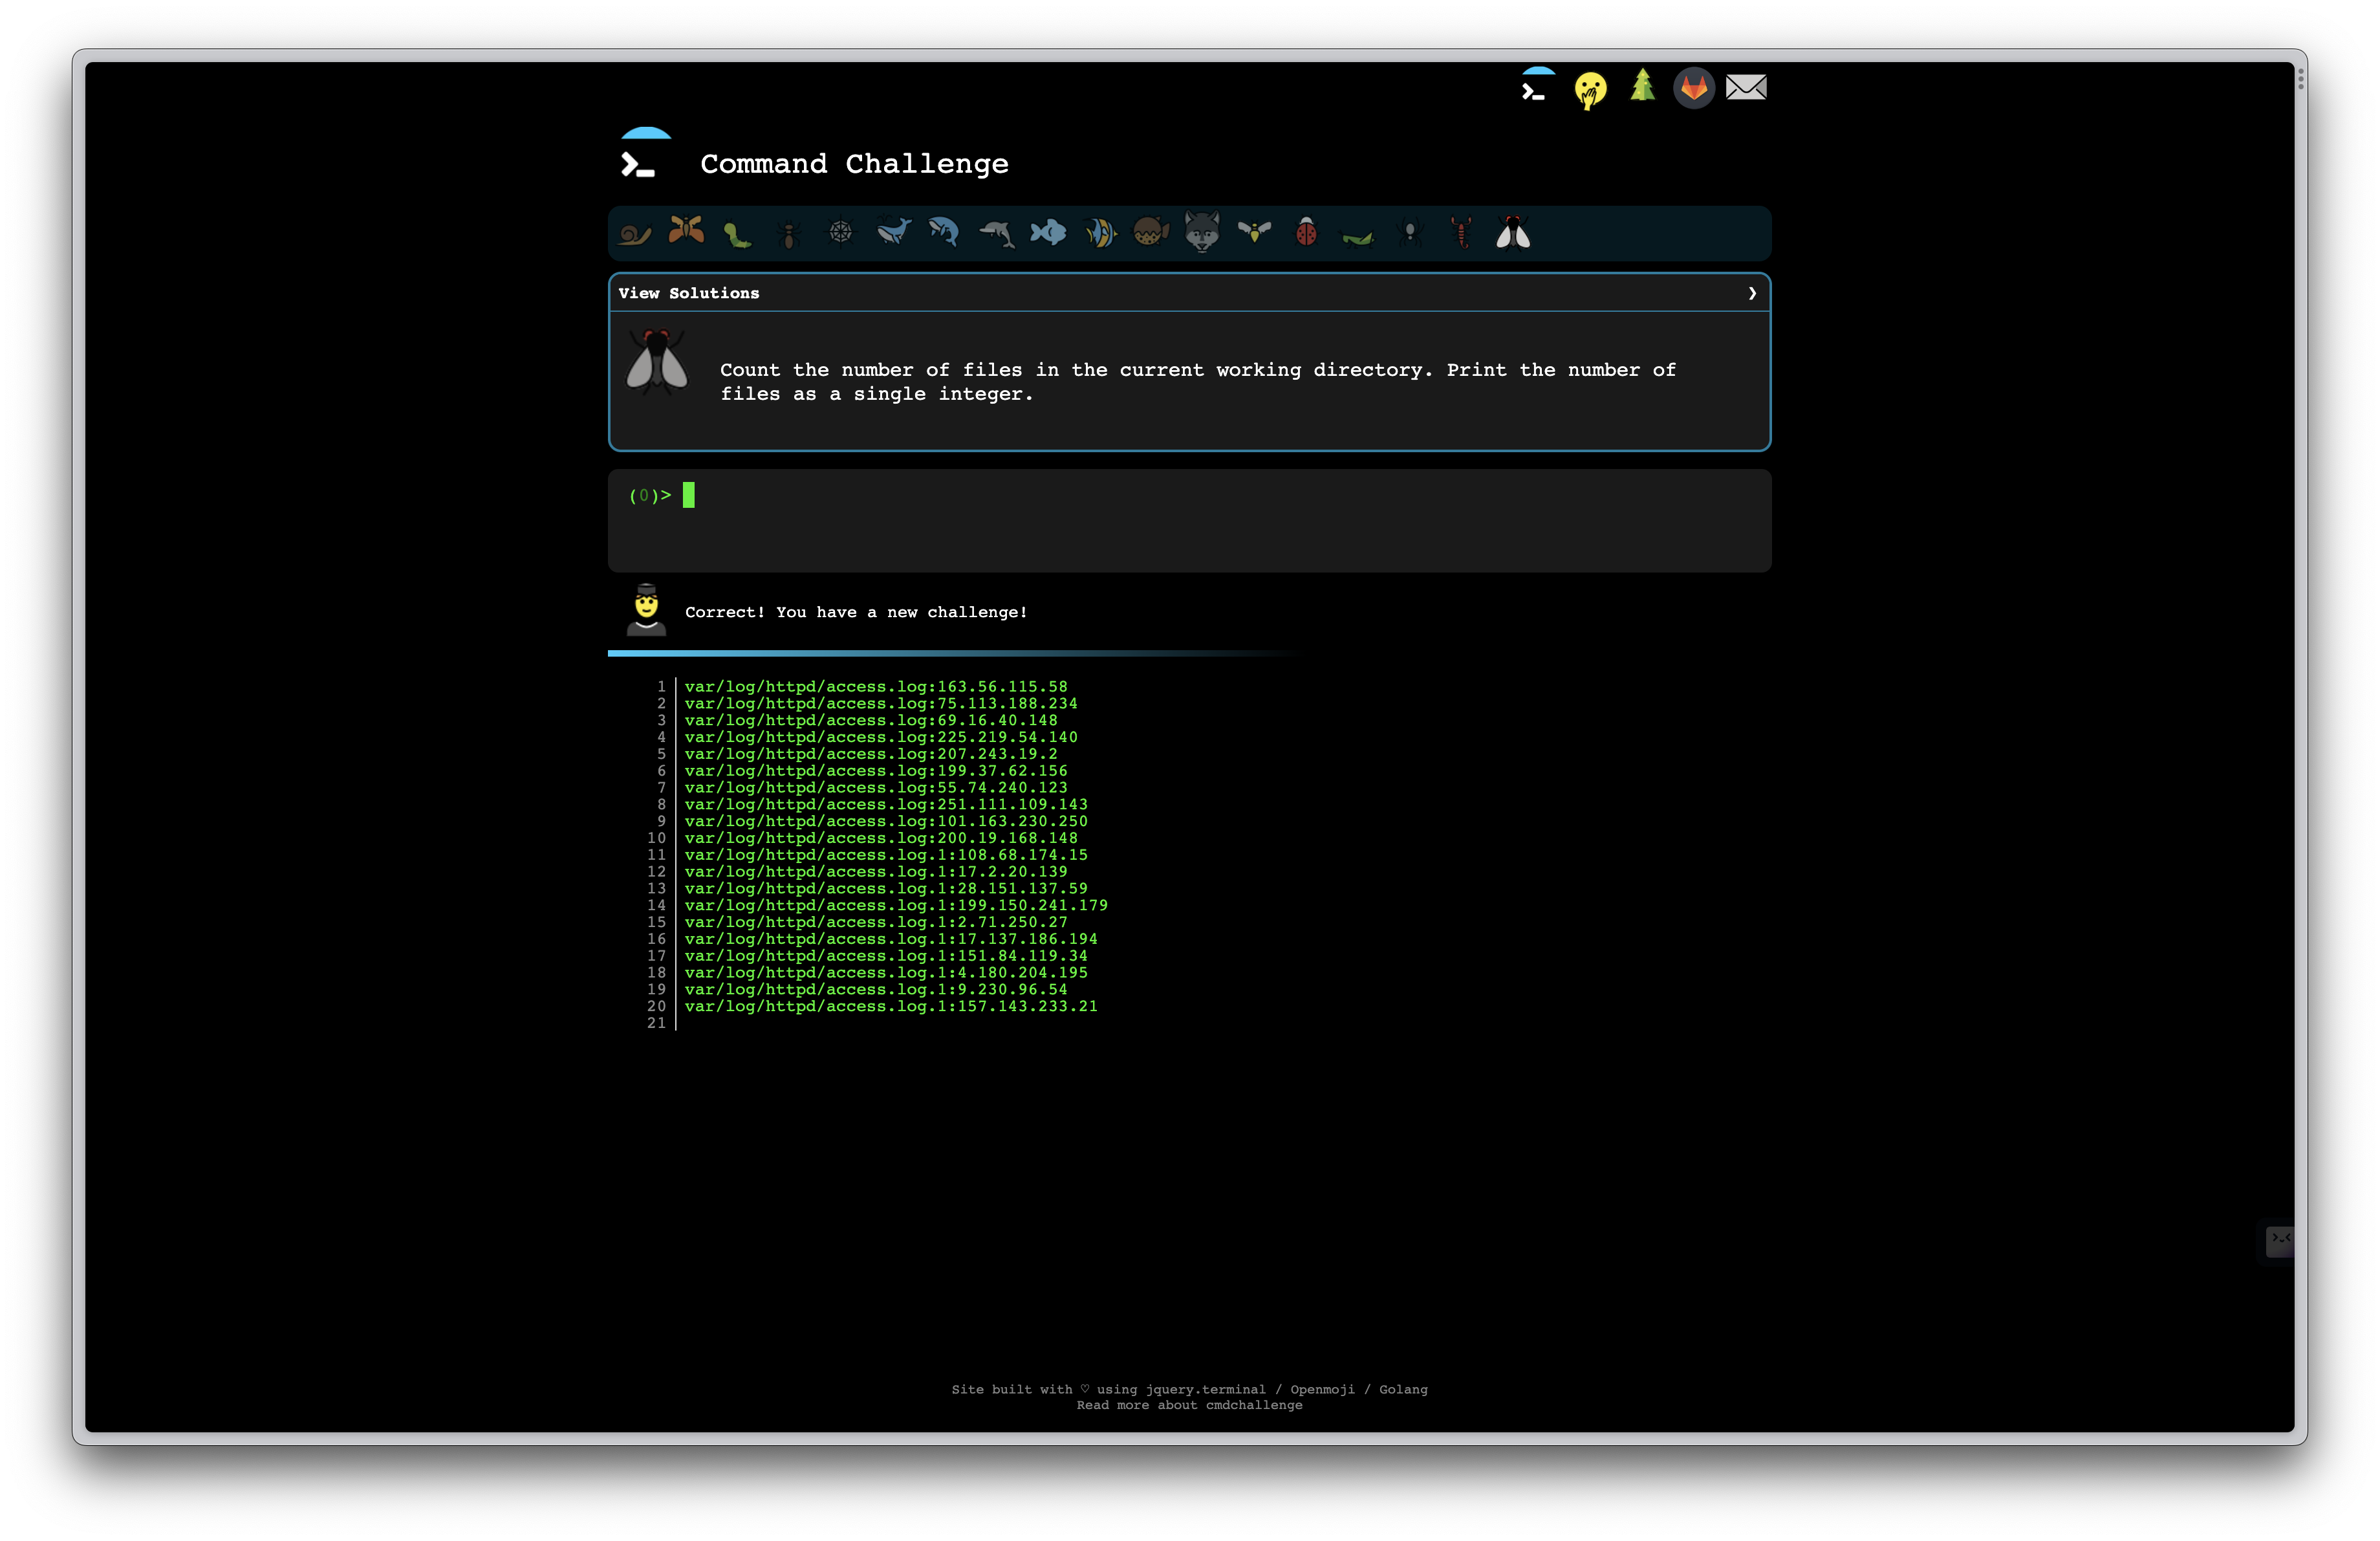 Command Challenge
View Solutions ❯
Count the number of files in the current working directory. Print the number of
files as a single integer.
(0)>
Correct! You have a new challenge!
1 var/log/httpd/access.log:163.56.115.58
2 var/log/httpd/access.log:75.113.188.234
3 var/log/httpd/access.log:69.16.40.148
4 var/log/httpd/access.log:225.219.54.140
5 var/log/httpd/access.log:207.243.19.2
6 var/log/httpd/access.log:199.37.62.156
7 var/log/httpd/access.log:55.74.240.123
8 var/log/httpd/access.log:251.111.109.143
9 var/log/httpd/access.log:101.163.230.250
10 var/log/httpd/access.log:200.19.168.148
11 var/log/httpd/access.log.1:108.68.174.15
12 var/log/httpd/access.log.1:17.2.20.139
13 var/log/httpd/access.log.1:28.151.137.59
14 var/log/httpd/access.log.1:199.150.241.179
15 var/log/httpd/access.log.1:2.71.250.27
16 var/log/httpd/access.log.1:17.137.186.194
17 var/log/httpd/access.log.1:151.84.119.34
18 var/log/httpd/access.log.1:4.180.204.195
19 var/log/httpd/access.log.1:9.230.96.54
20 var/log/httpd/access.log.1:157.143.233.21
21
Site built with ♡ using jquery.terminal / Openmoji / Golang
Read more about cmdchallenge